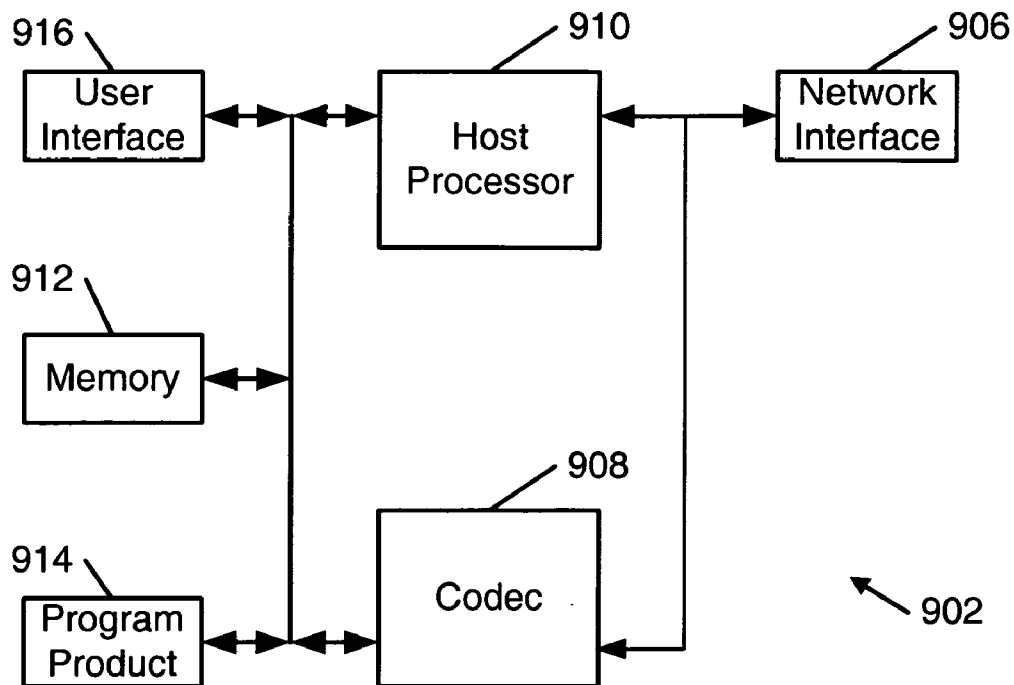 916
910
906
User
Interface
Host
Processor
Network
Interface
912
Memory
908
914
Codec
902
Program
Product